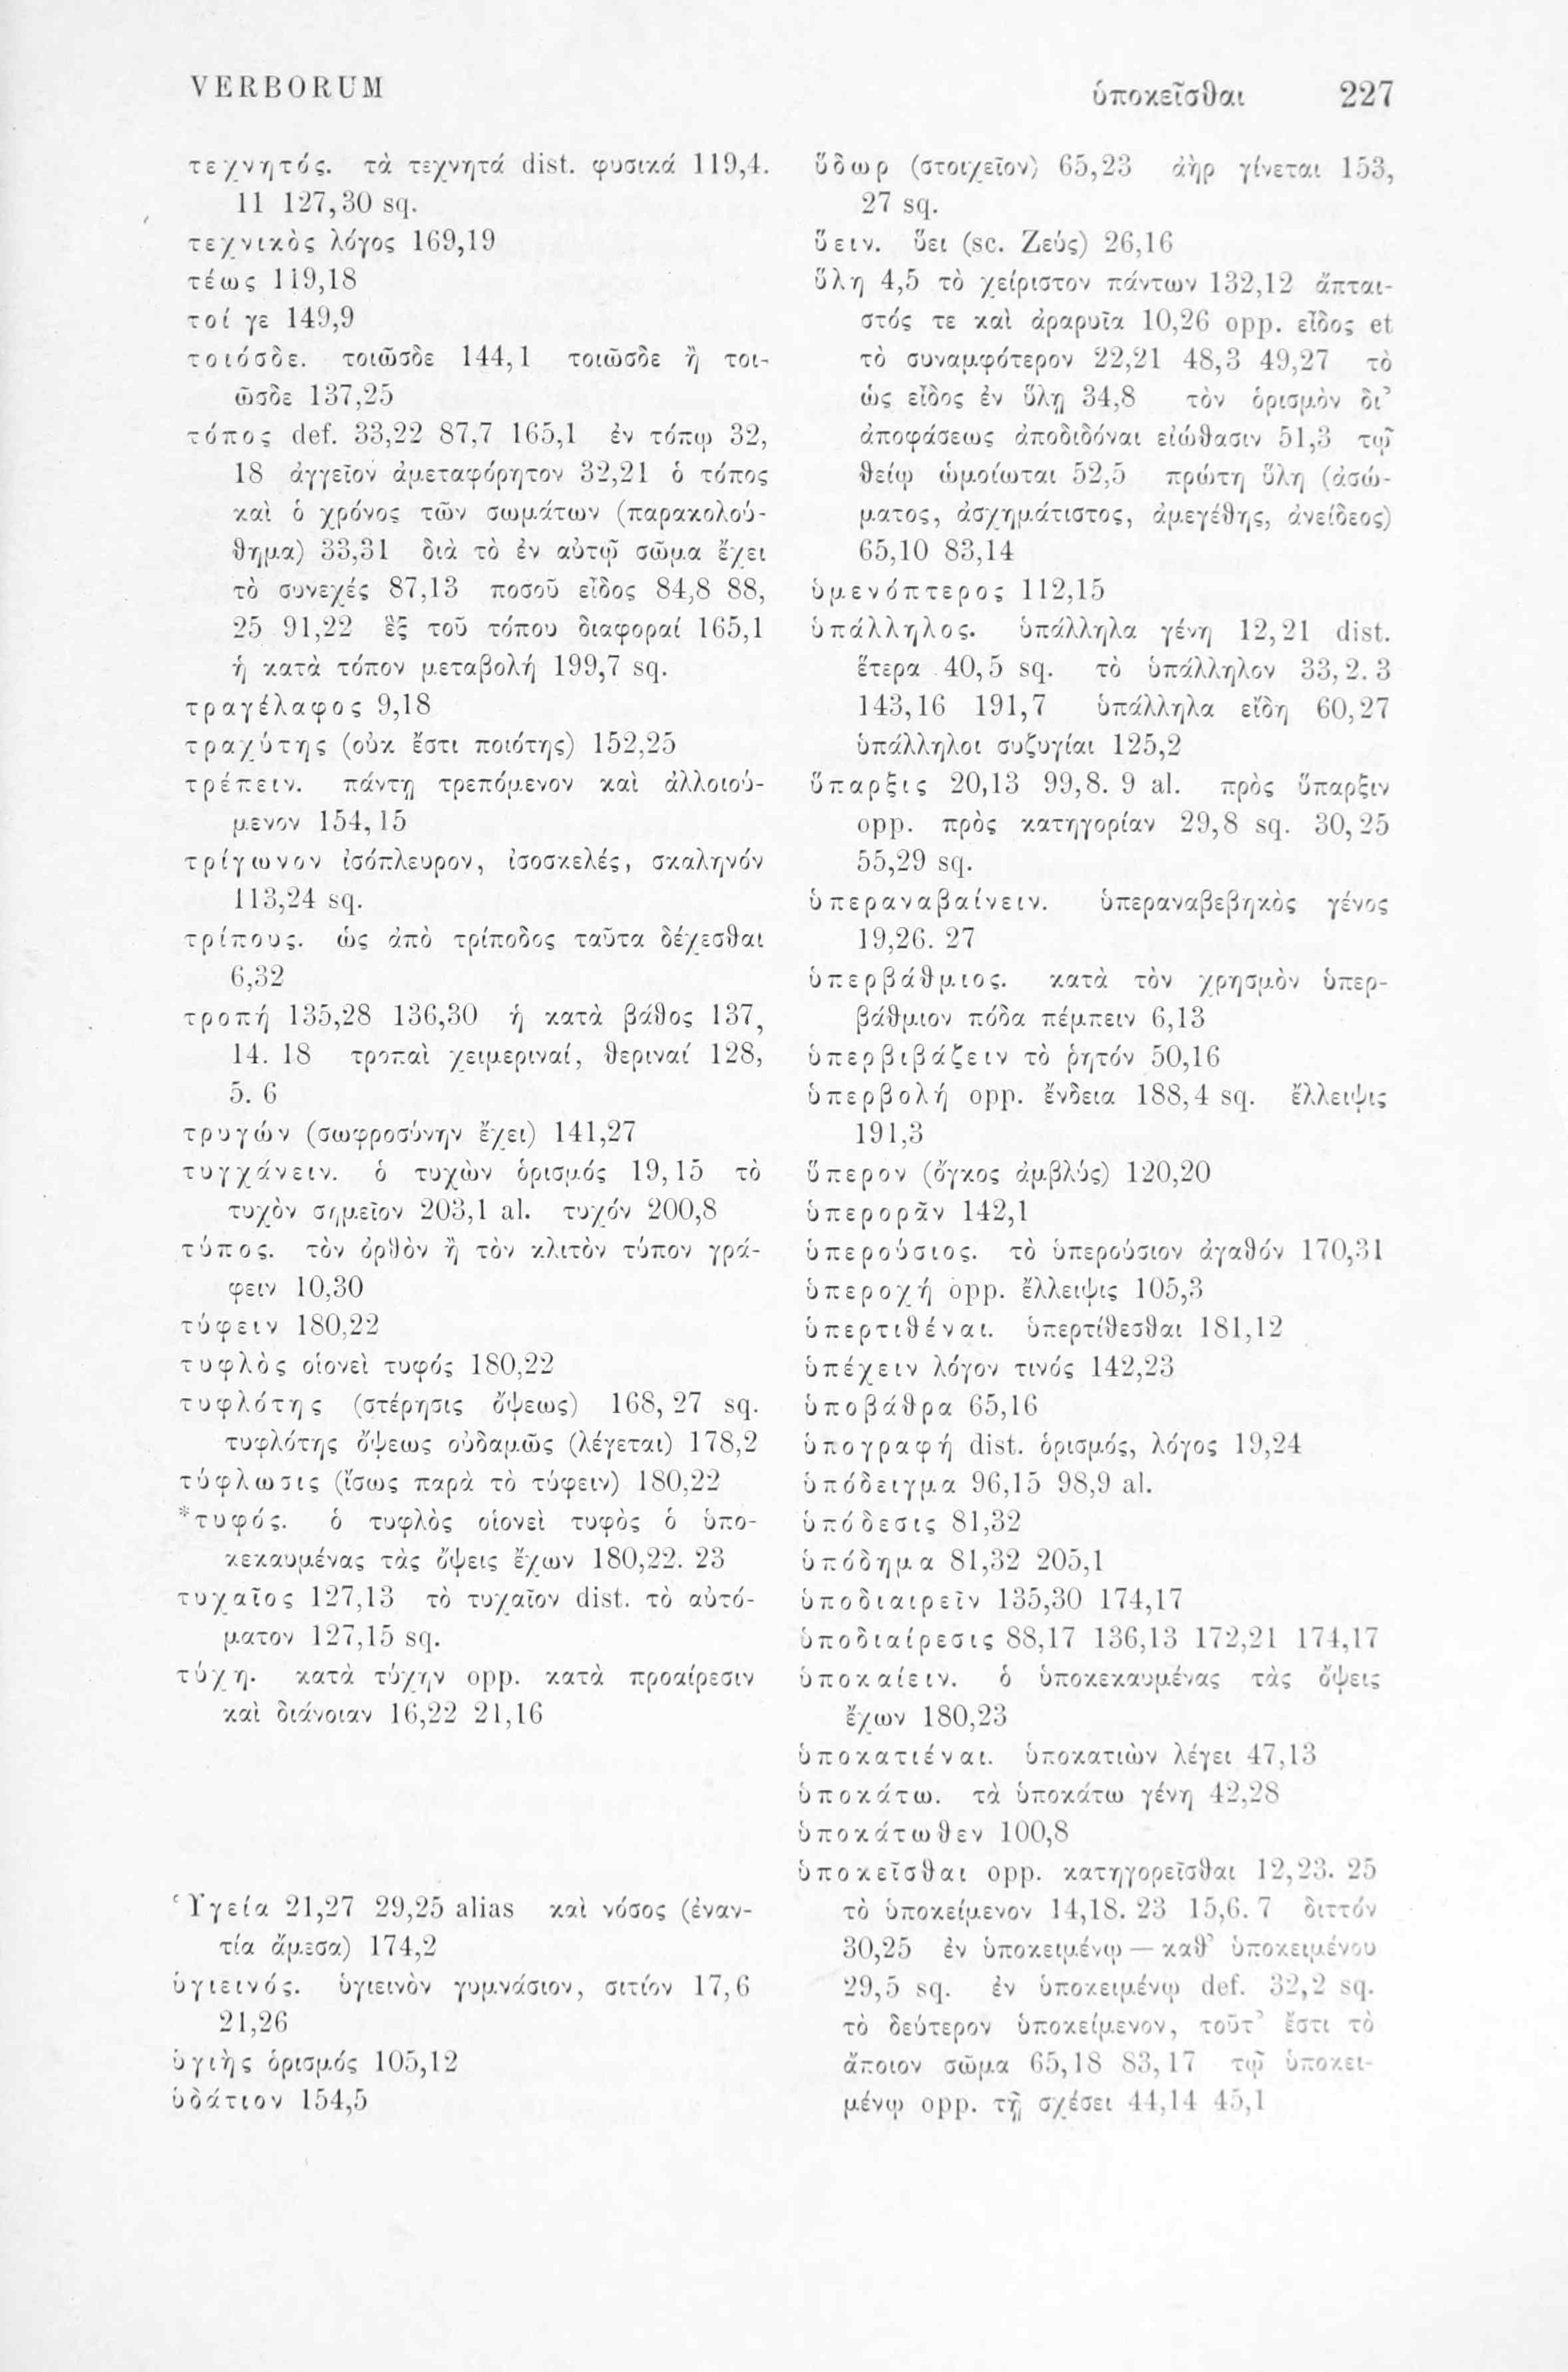 VERBORUM ὑποκεῖσθαι 227
τεχνητός. τὰ τεχνητά dist. φυσικά 119,4.
11 127,30 sq.
τεχνικὸς λόγος 169,19
τέως 119,18
τοί γε 149,9
τοιόσδε. τοιῶσδε 144,1 τοιῶσδε ἢ τοι-
ῶσδε 137,25
τόπος def. 33,22 87,7 165,1 ἐν τόπῳ 32,
18 ἀγγεῖον ἀμεταφόρητον 32,21 ὁ τόπος
καὶ ὁ χρόνος τῶν σωμάτων (παρακολού-
θημα) 33,31 διὰ τὸ ἐν αὐτῷ σῶμα ἔχει
τὸ συνεχές 87,13 ποσοῦ εἶδος 84,8 88,
25 91,22 ἓξ τοῦ τόπου διαφοραί 165,1
ἡ κατὰ τόπον μεταβολή 199,7 sq.
τραγέλαφος 9,18
τραχύτης (οὐκ ἔστι ποιότης) 152,25
τρέπειν. πάντῃ τρεπόμενον καὶ ἀλλοιού-
μενον 154,15
τρίγωνον ἰσόπλευρον, ἰσοσκελές, σκαληνόν
113,24 sq.
τρίπους. ὡς ἀπὸ τρίποδος ταῦτα δέχεσθαι
6,32
τροπή 135,28 136,30 ἡ κατὰ βάθος 137,
14. 18 τροπαὶ χειμεριναί, θεριναί 128,
5. 6
τρυγών (σωφροσύνην ἔχει) 141,27
τυγχάνειν. ὁ τυχὼν ὁρισμός 19,15 τὸ
τυχὸν σημεῖον 203,1 al. τυχόν 200,8
τύπος. τὸν ὀρθὸν ἢ τὸν κλιτὸν τύπον γρά-
φειν 10,30
τύφειν 180,22
τυφλὸς οἱονεὶ τυφός 180,22
τυφλότης (στέρησις ὄψεως) 168,27 sq.
τυφλότης ὄψεως οὐδαμῶς (λέγεται) 178,2
τύφλωσις (ἴσως παρὰ τὸ τύφειν) 180,22
*τυφός. ὁ τυφλὸς οἱονεὶ τυφὸς ὁ ὑπο-
κεκαυμένας τὰς ὄψεις ἔχων 180,22. 23
τυχαῖος 127,13 τὸ τυχαῖον dist. τὸ αὐτό-
ματον 127,15 sq.
τύχη. κατὰ τύχην opp. κατὰ προαίρεσιν
καὶ διάνοιαν 16,22 21,16
Ὑγεία 21,27 29,25 alias καὶ νόσος (ἐναν-
τία ἄμεσα) 174,2
ὑγιεινός. ὑγιεινὸν γυμνάσιον, σιτίον 17,6
21,26
ὑγιὴς ὁρισμός 105,12
ὑδάτιον 154,5
ὕδωρ (στοιχεῖον) 65,23 ἀὴρ γίνεται 153,
27 sq.
ὕειν. ὕει (sc. Ζεύς) 26,16
ὕλη 4,5 τὸ χείριστον πάντων 132,12 ἄπται-
στός τε καὶ ἀραρυῖα 10,26 opp. εἶδος et
τὸ συναμφότερον 22,21 48,3 49,27 τὸ
ὡς εἶδος ἐν ὕλῃ 34,8 τὸν ὁρισμὸν δι’
ἀποφάσεως ἀποδιδόναι εἰώθασιν 51,3 τῷ
θείῳ ὡμοίωται 52,5 πρώτη ὕλη (ἀσώ-
ματος, ἀσχημάτιστος, ἀμεγέθης, ἀνείδεος)
65,10 83,14
ὑμενόπτερος 112,15
ὑπάλληλος. ὑπάλληλα γένη 12,21 dist.
ἕτερα 40,5 sq. τὸ ὑπάλληλον 33,2. 3
143,16 191,7 ὑπάλληλα εἴδη 60,27
ὑπάλληλοι συζυγίαι 125,2
ὕπαρξις 20,13 99,8. 9 al. πρὸς ὕπαρξιν
opp. πρὸς κατηγορίαν 29,8 sq. 30,25
55,29 sq.
ὑπεραναβαίνειν. ὑπεραναβεβηκὸς γένος
19,26. 27
ὑπερβάθμιος. κατὰ τὸν χρησμὸν ὑπερ-
βάθμιον πόδα πέμπειν 6,13
ὑπερβιβάζειν τὸ ῥητόν 50,16
ὑπερβολή opp. ἔνδεια 188,4 sq. ἔλλειψις
191,3
ὕπερον (ὄγκος ἀμβλύς) 120,20
ὑπερορᾶν 142,1
ὑπερούσιος. τὸ ὑπερούσιον ἀγαθόν 170,31
ὑπεροχή opp. ἔλλειψις 105,3
ὑπερτιθέναι. ὑπερτίθεσθαι 181,12
ὑπέχειν λόγον τινός 142,23
ὑποβάθρα 65,16
ὑπογραφή dist. ὁρισμός, λόγος 19,24
ὑπόδειγμα 96,15 98,9 al.
ὑπόδεσις 81,32
ὑπόδημα 81,32 205,1
ὑποδιαιρεῖν 135,30 174,17
ὑποδιαίρεσις 88,17 136,13 172,21 174,17
ὑποκαίειν. ὁ ὑποκεκαυμένας τὰς ὄψεις
ἔχων 180,23
ὑποκατιέναι. ὑποκατιὼν λέγει 47,13
ὑποκάτω. τὰ ὑποκάτω γένη 42,28
ὑποκάτωθεν 100,8
ὑποκεῖσθαι opp. κατηγορεῖσθαι 12,23. 25
τὸ ὑποκείμενον 14,18. 23 15,6. 7 διττόν
30,25 ἐν ὑποκειμένῳ — καθ’ ὑποκειμένου
29,5 sq. ἐν ὑποκειμένῳ def. 32,2 sq.
τὸ δεύτερον ὑποκείμενον, τοῦτ’ ἔστι τὸ
ἄποιον σῶμα 65,18 83,17 τῷ ὑποκει-
μένῳ opp. τῇ σχέσει 44,14 45,1